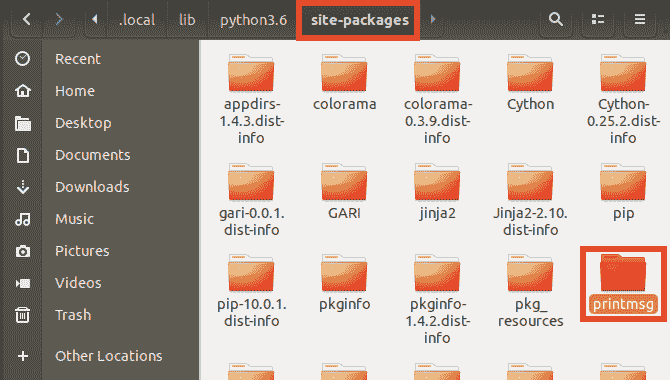 .local lib python3.6 site-packages
Recent
Home
Desktop
Documents
Downloads
Music
Pictures
Videos
Trash
Other Locations
appdirs-
1.4.3.dist-
info
colorama
colorama-
0.3.9.dist-
info
Cython
Cython-
0.25.2.dist-
info
gari-0.0.1.
dist-info
GARI
jinja2
Jinja2-2.10.
dist-info
pip
pip-10.0.1.
dist-info
pkginfo
pkginfo-
1.4.2.dist-
info
pkg_
resources
printmsg